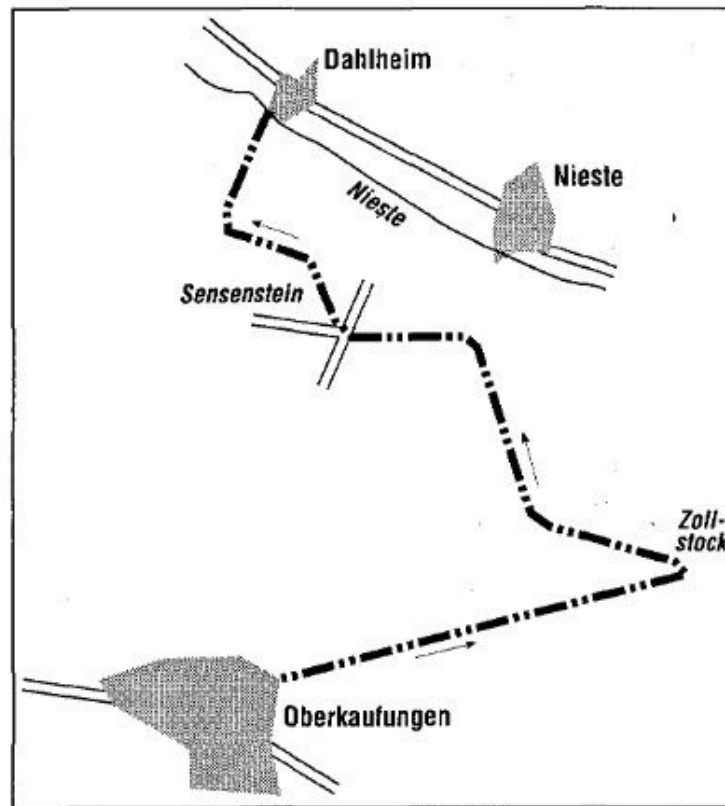 Dahlheim
Nieste
Nieste
Sensenstein
Zoll-
stock
Oberkaufungen